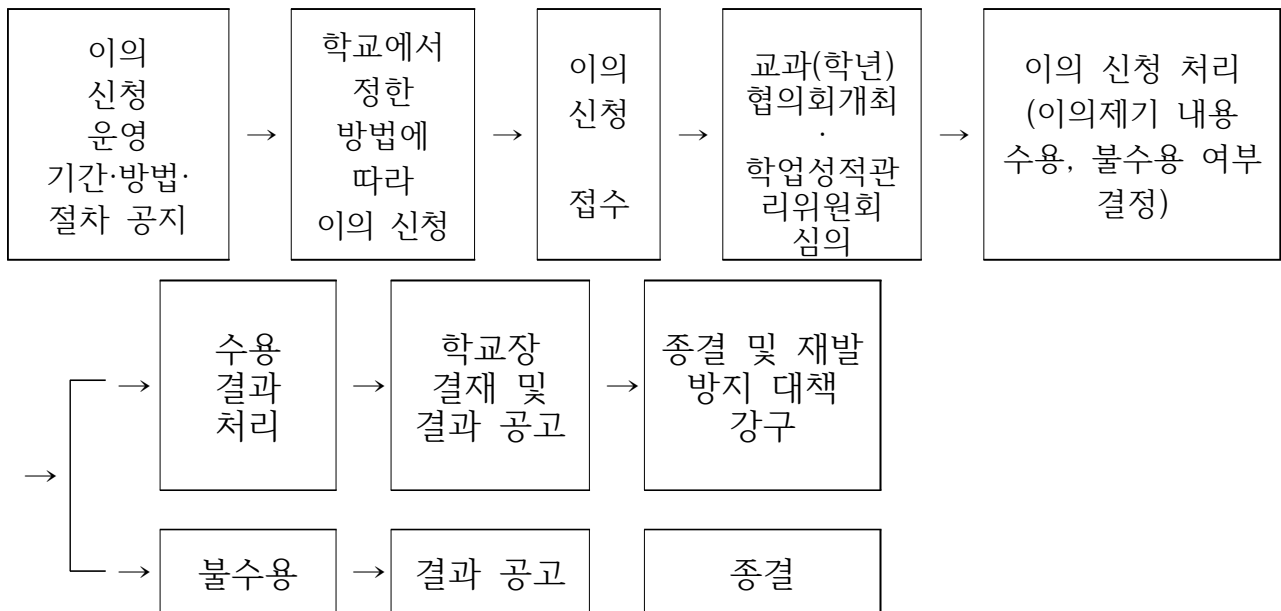 이의
신청
운영
기간·방법·
절차 공지
→
학교에서
정한
방법에
따라
이의 신청
→
이의
신청
접수
→
교과(학년)
협의회개최
·
학업성적관
리위원회
심의
→
이의 신청 처리
(이의제기 내용
수용, 불수용 여부
결정)
→
→
수용
결과
처리
→
학교장
결재 및
결과 공고
→
종결 및 재발
방지 대책
강구
→
불수용
→
결과 공고
종결